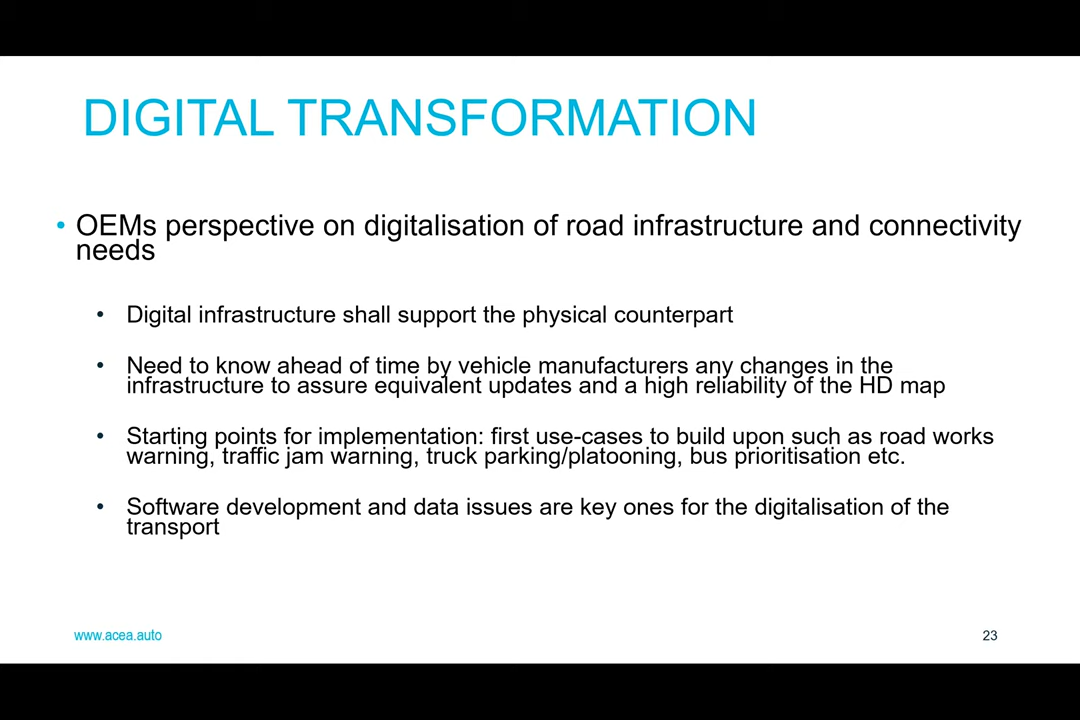 DIGITAL TRANSFORMATION
• OEMs perspective on digitalisation of road infrastructure and connectivity
needs
• Digital infrastructure shall support the physical counterpart
• Need to know ahead of time by vehicle manufacturers any changes in the
infrastructure to assure equivalent updates and a high reliability of the HD map
• Starting points for implementation: first use-cases to build upon such as road works
warning, traffic jam warning, truck parking/platooning, bus prioritisation etc.
• Software development and data issues are key ones for the digitalisation of the
transport
www.acea.auto
23